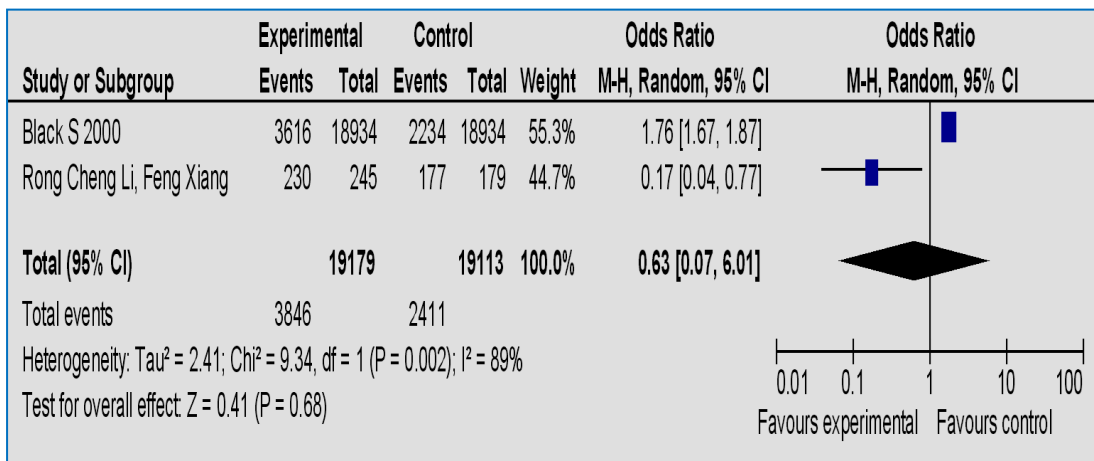 Experimental Control Odds Ratio Odds Ratio
Study or Subgroup Events Total Events Total Weight M-H, Random, 95% CI M-H, Random, 95% CI
Black S 2000 3616 18934 2234 18934 55.3% 1.76 [1.67, 1.87]
Rong Cheng Li, Feng Xiang 230 245 177 179 44.7% 0.17 [0.04, 0.77]
Total (95% CI) 19179 19113 100.0% 0.63 [0.07, 6.01]
Total events 3846 2411
Heterogeneity: Tau² = 2.41; Chi² = 9.34, df = 1 (P = 0.002); I² = 89%
Test for overall effect: Z = 0.41 (P = 0.68)
0.01 0.1 1 10 100
Favours experimental Favours control